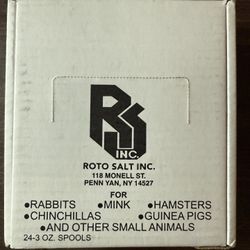 RS
INC.
ROTO SALT INC.
118 MONELL ST.
PENN YAN, NY 14527
FOR
•RABBITS •MINK •HAMSTERS
•CHINCHILLAS •GUINEA PIGS
•AND OTHER SMALL ANIMALS
24-3 OZ. SPOOLS